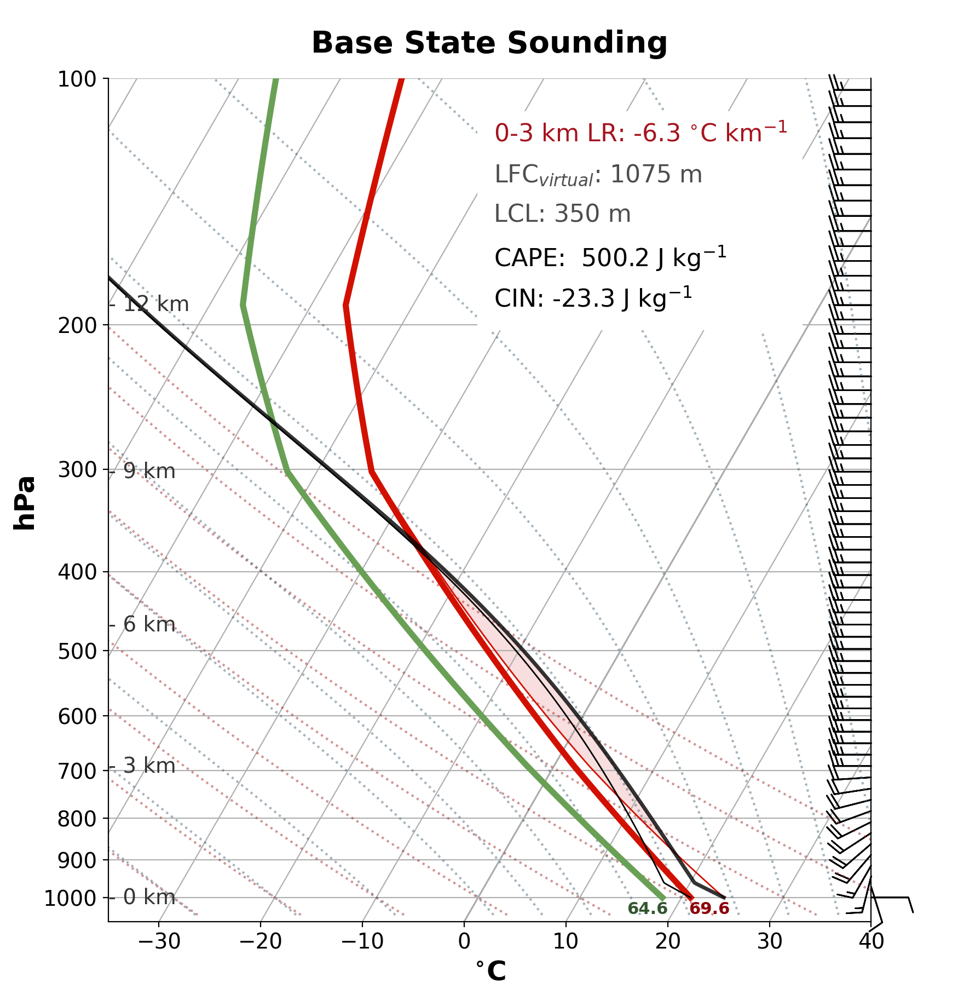 Base State Sounding
100
0-3 km LR: -6.3 °C km⁻¹
LFCvirtual: 1075 m
LCL: 350 m
CAPE:  500.2 J kg⁻¹
CIN: -23.3 J kg⁻¹
12 km
200
300
9 km
hPa
400
6 km
500
600
3 km
700
800
900
1000
0 km
64.6
69.6
−30
−20
−10
0
10
20
30
40
°C